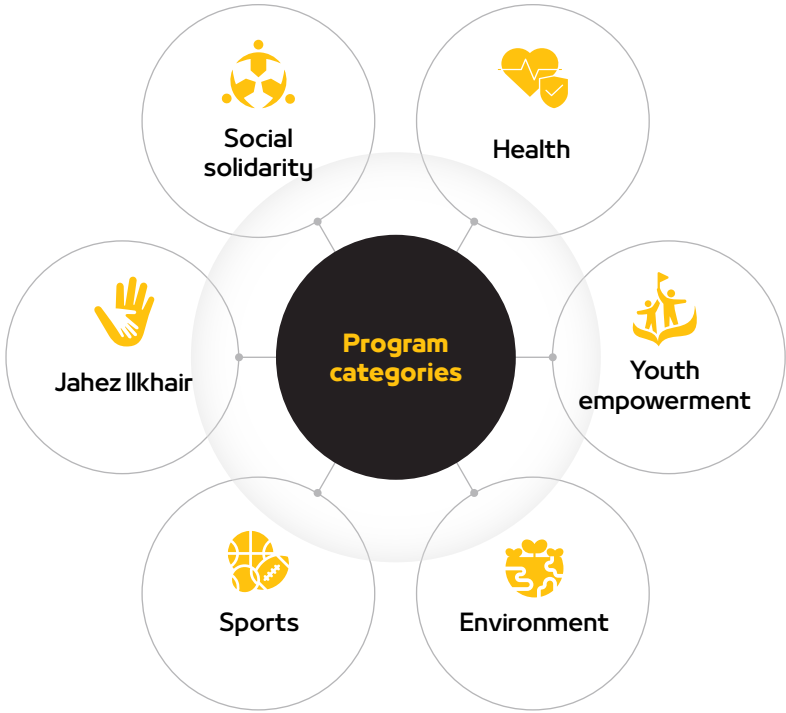 Social
solidarity
Health
Jahez Ilkhair
Program
categories
Youth
empowerment
Sports
Environment